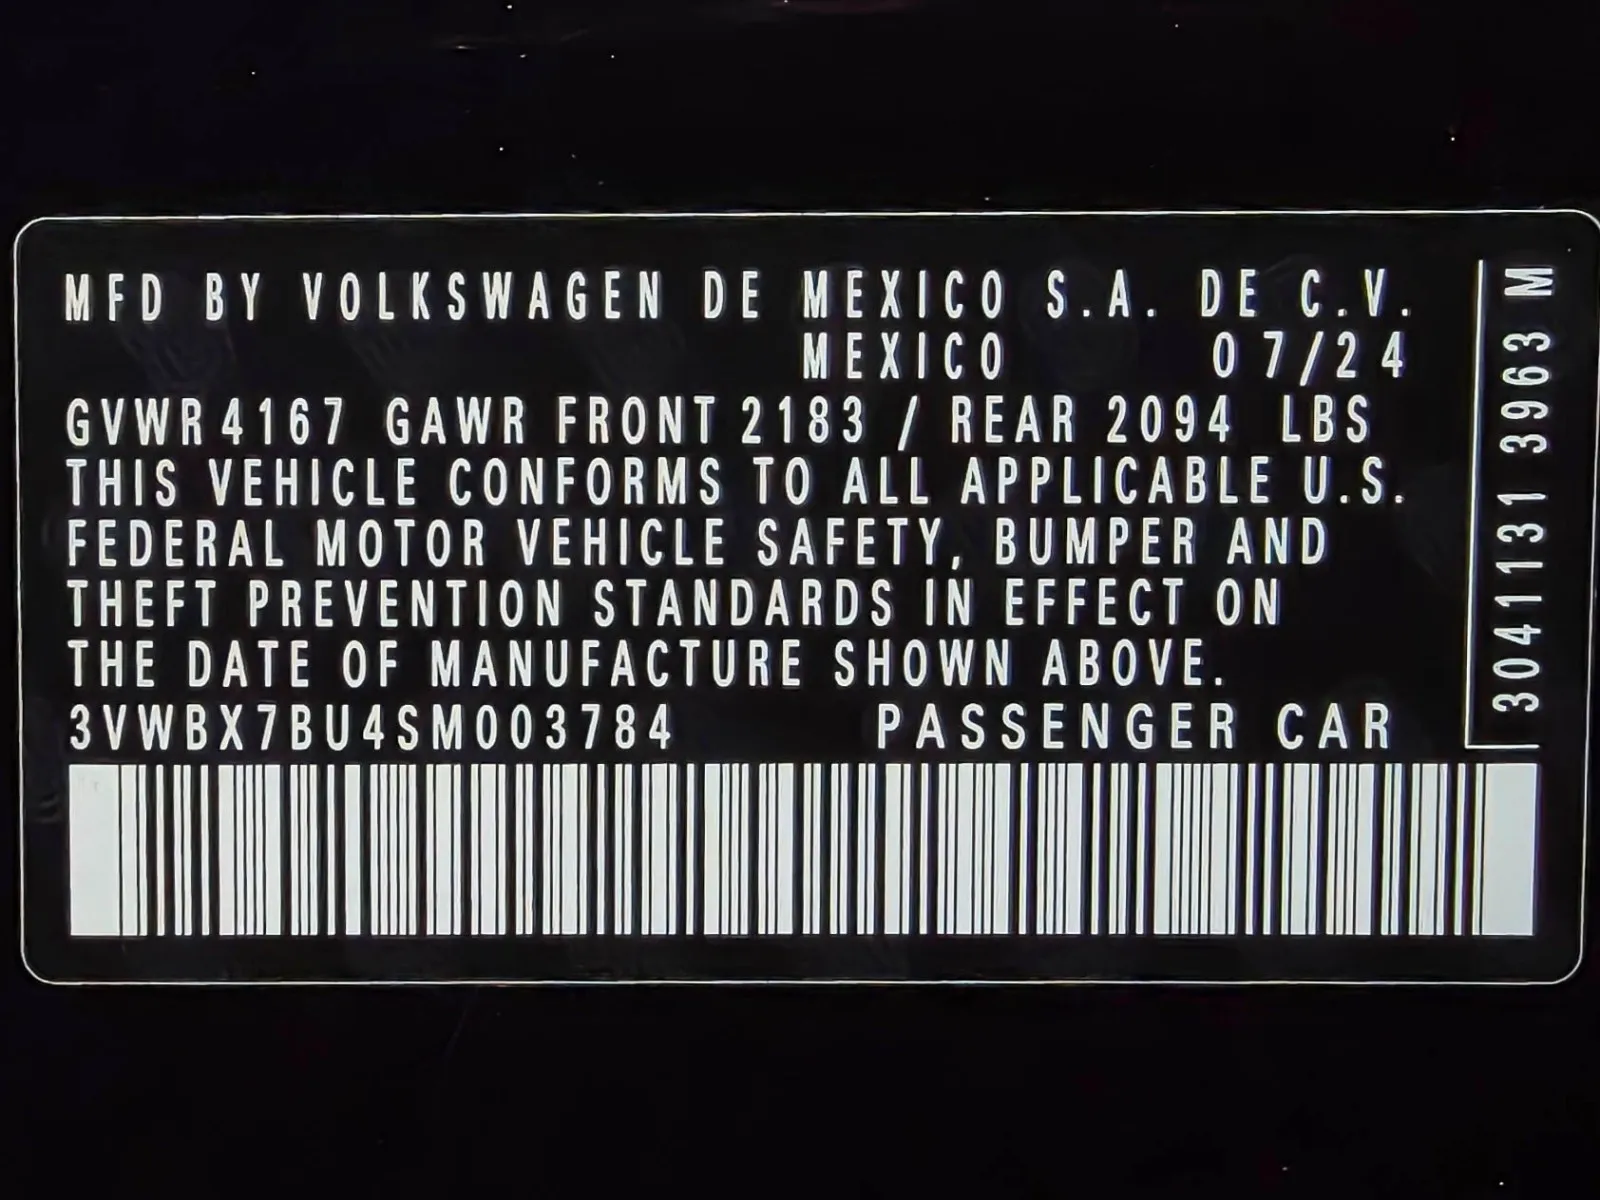 MFD BY VOLKSWAGEN DE MEXICO S.A. DE C.V.
MEXICO 07/24
GVWR 4167 GAWR FRONT 2183 / REAR 2094 LBS
THIS VEHICLE CONFORMS TO ALL APPLICABLE U.S.
FEDERAL MOTOR VEHICLE SAFETY, BUMPER AND
THEFT PREVENTION STANDARDS IN EFFECT ON
THE DATE OF MANUFACTURE SHOWN ABOVE.
3VWBX7BU4SM003784 PASSENGER CAR
3041131 3963 M